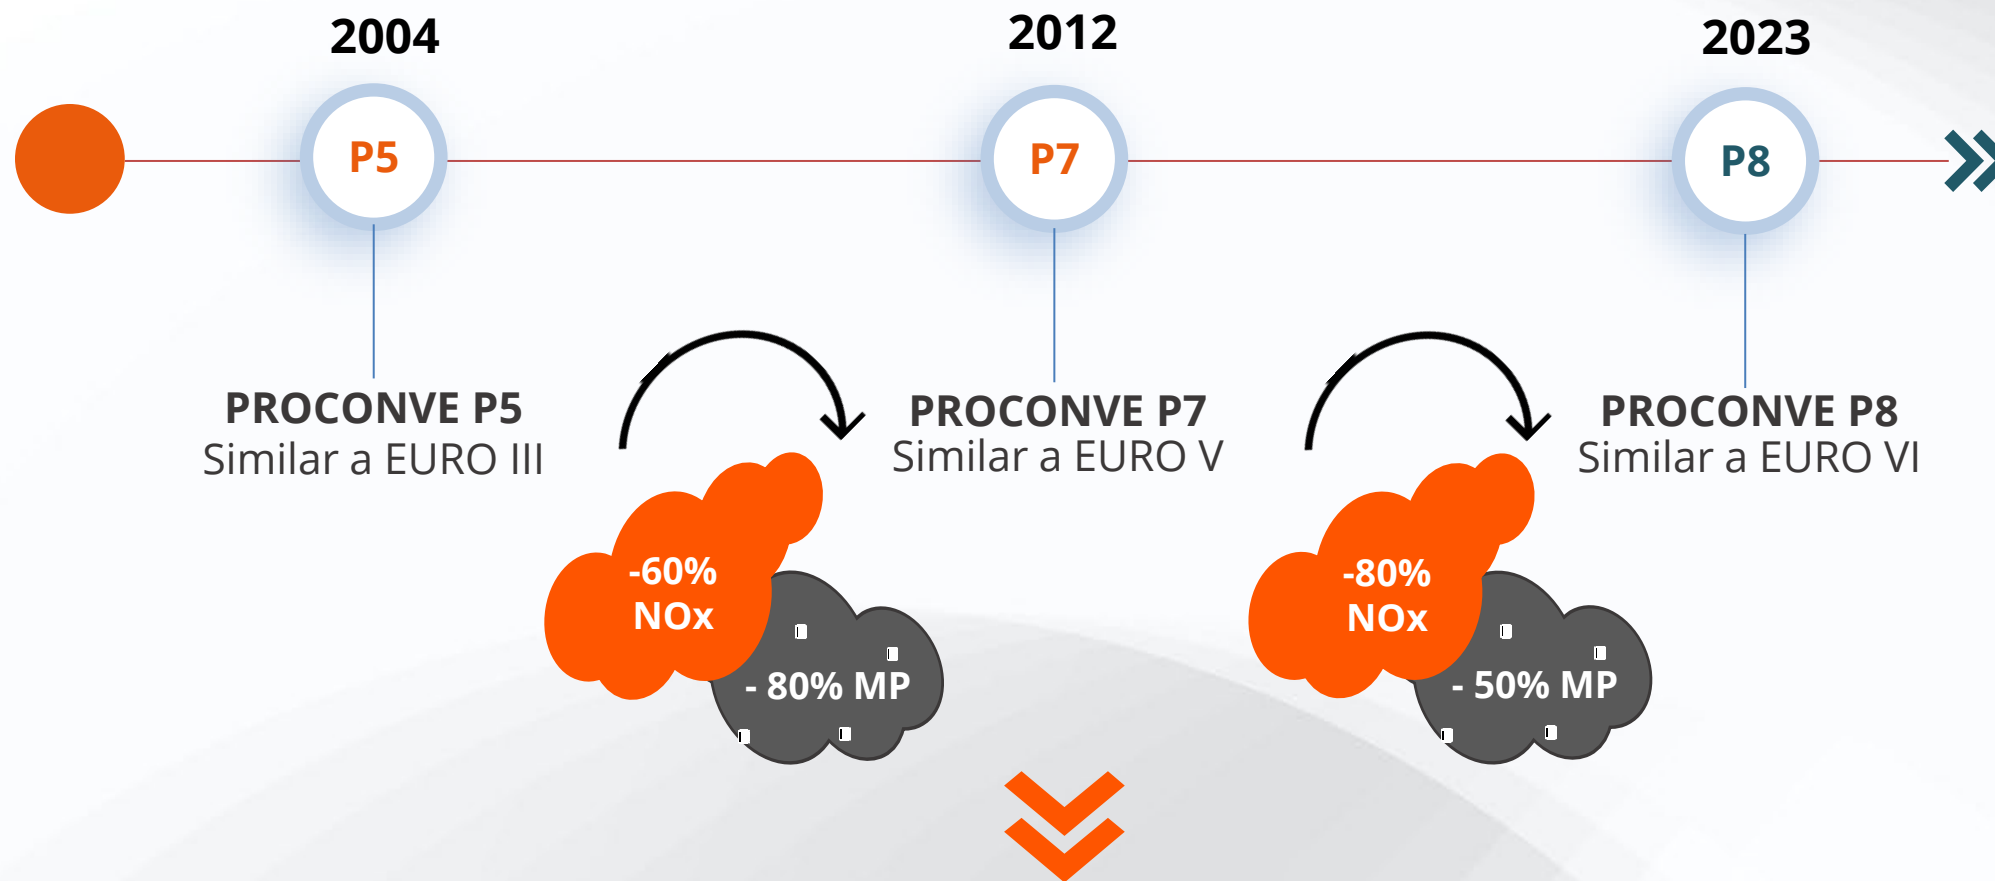 2004
2012
2023
P5
P7
P8
PROCONVE P5
Similar a EURO III
PROCONVE P7
Similar a EURO V
PROCONVE P8
Similar a EURO VI
-60%
NOx
- 80% MP
-80%
NOx
- 50% MP